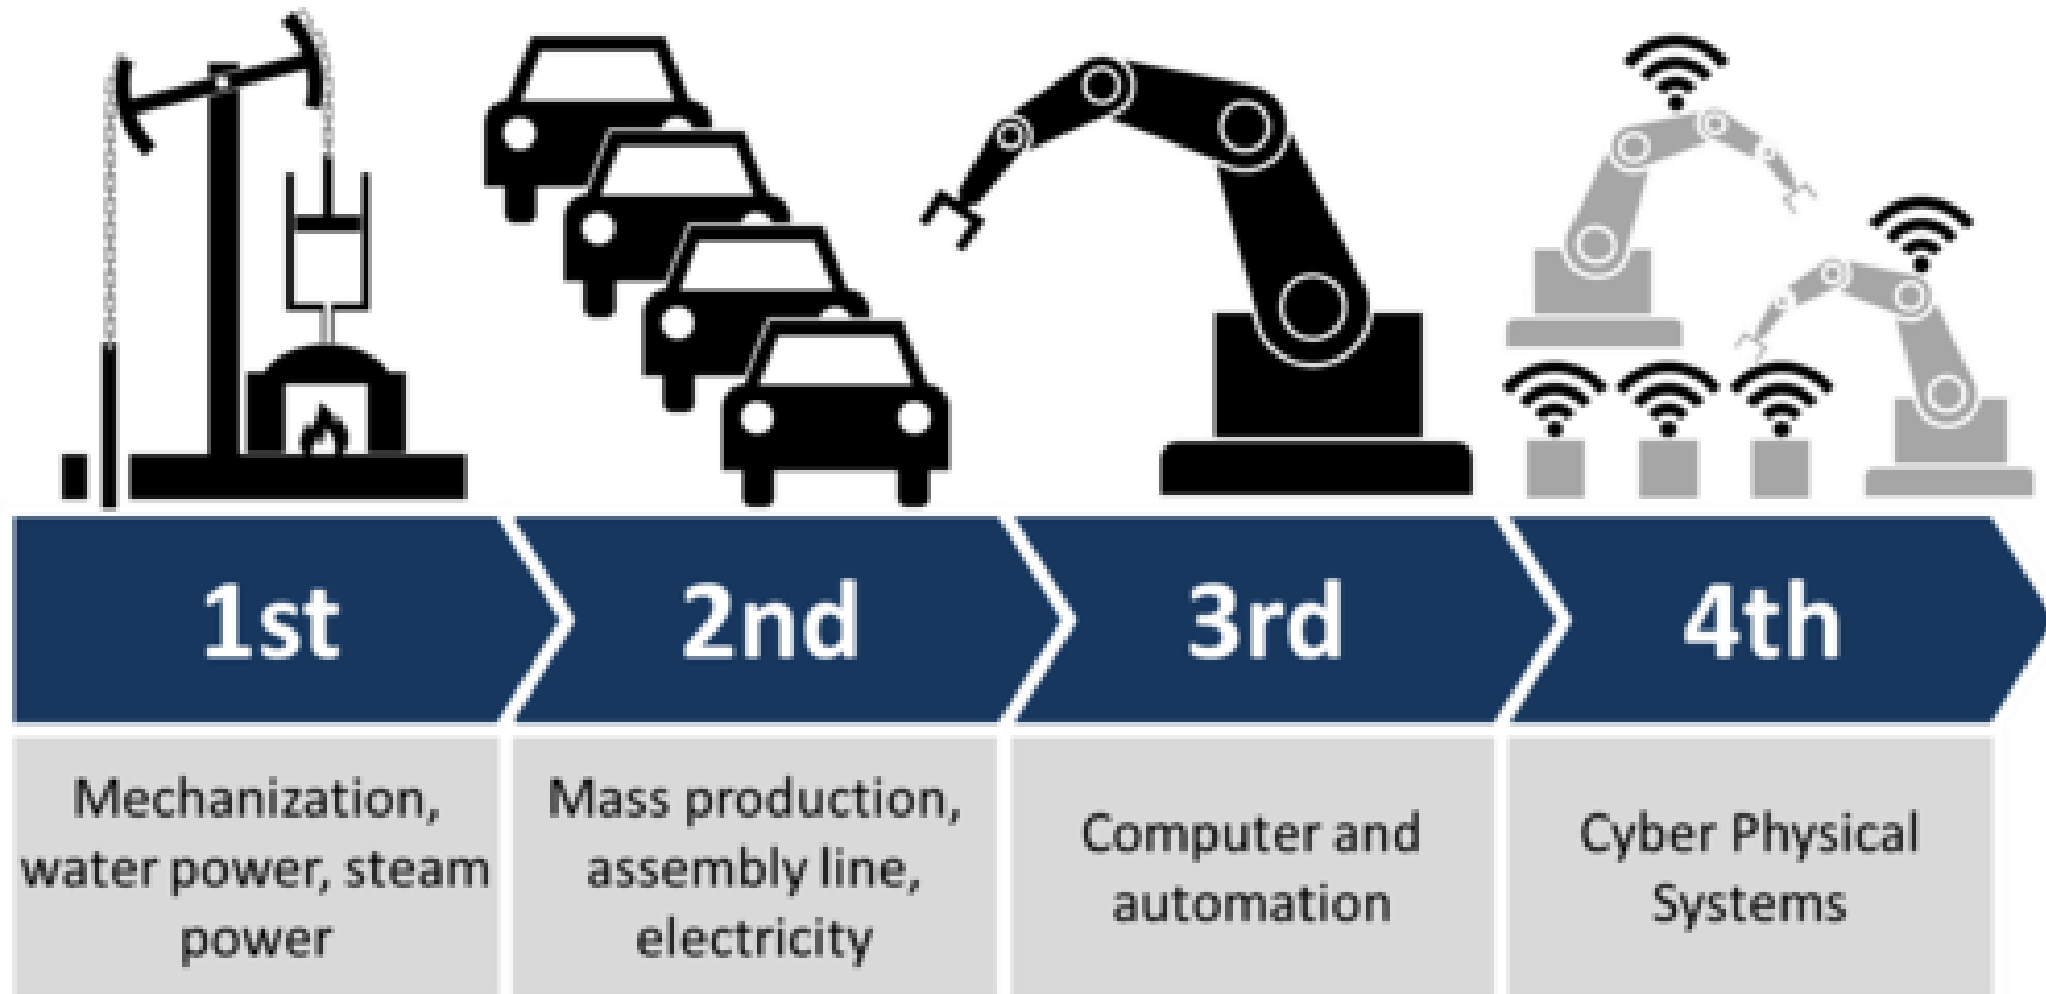 1st
2nd
3rd
4th
Mechanization,
water power, steam
power
Mass production,
assembly line,
electricity
Computer and
automation
Cyber Physical
Systems